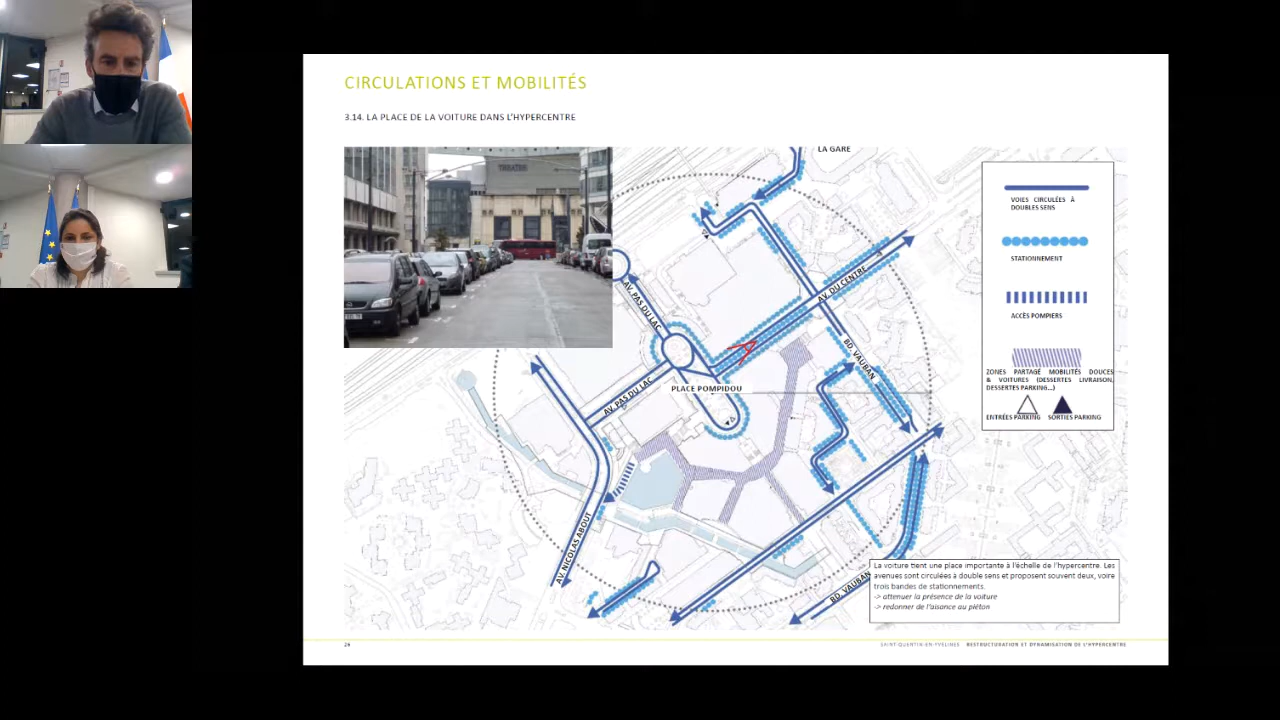 CIRCULATIONS ET MOBILITÉS
3.14. LA PLACE DE LA VOITURE DANS L'HYPERCENTRE
THEATRE
LA GARE
AV. PAS DU LAC
AV. DU CENTRE
BD. VAUBAN
PLACE POMPIDOU
AV. PAS DU LAC
AV. NICOLAS ABOUT
BD. VAUBAN
VOIES CIRCULÉES À
DOUBLES SENS
STATIONNEMENT
ACCÈS POMPIERS
ZONES PARTAGÉ MOBILITÉS DOUCES
& VOITURES (DESSERTES LIVRAISON,
DESSERTES PARKING...)
ENTRÉES PARKING
SORTIES PARKING
La voiture tient une place importante à l'échelle de l'hypercentre. Les
avenues sont circulées à double sens et proposent souvent deux, voire
trois bandes de stationnements.
-> attenuer la présence de la voiture
-> redonner de l'aisance au piéton
26
SAINT-QUENTIN-EN-YVELINES RESTRUCTURATION ET DYNAMISATION DE L'HYPERCENTRE